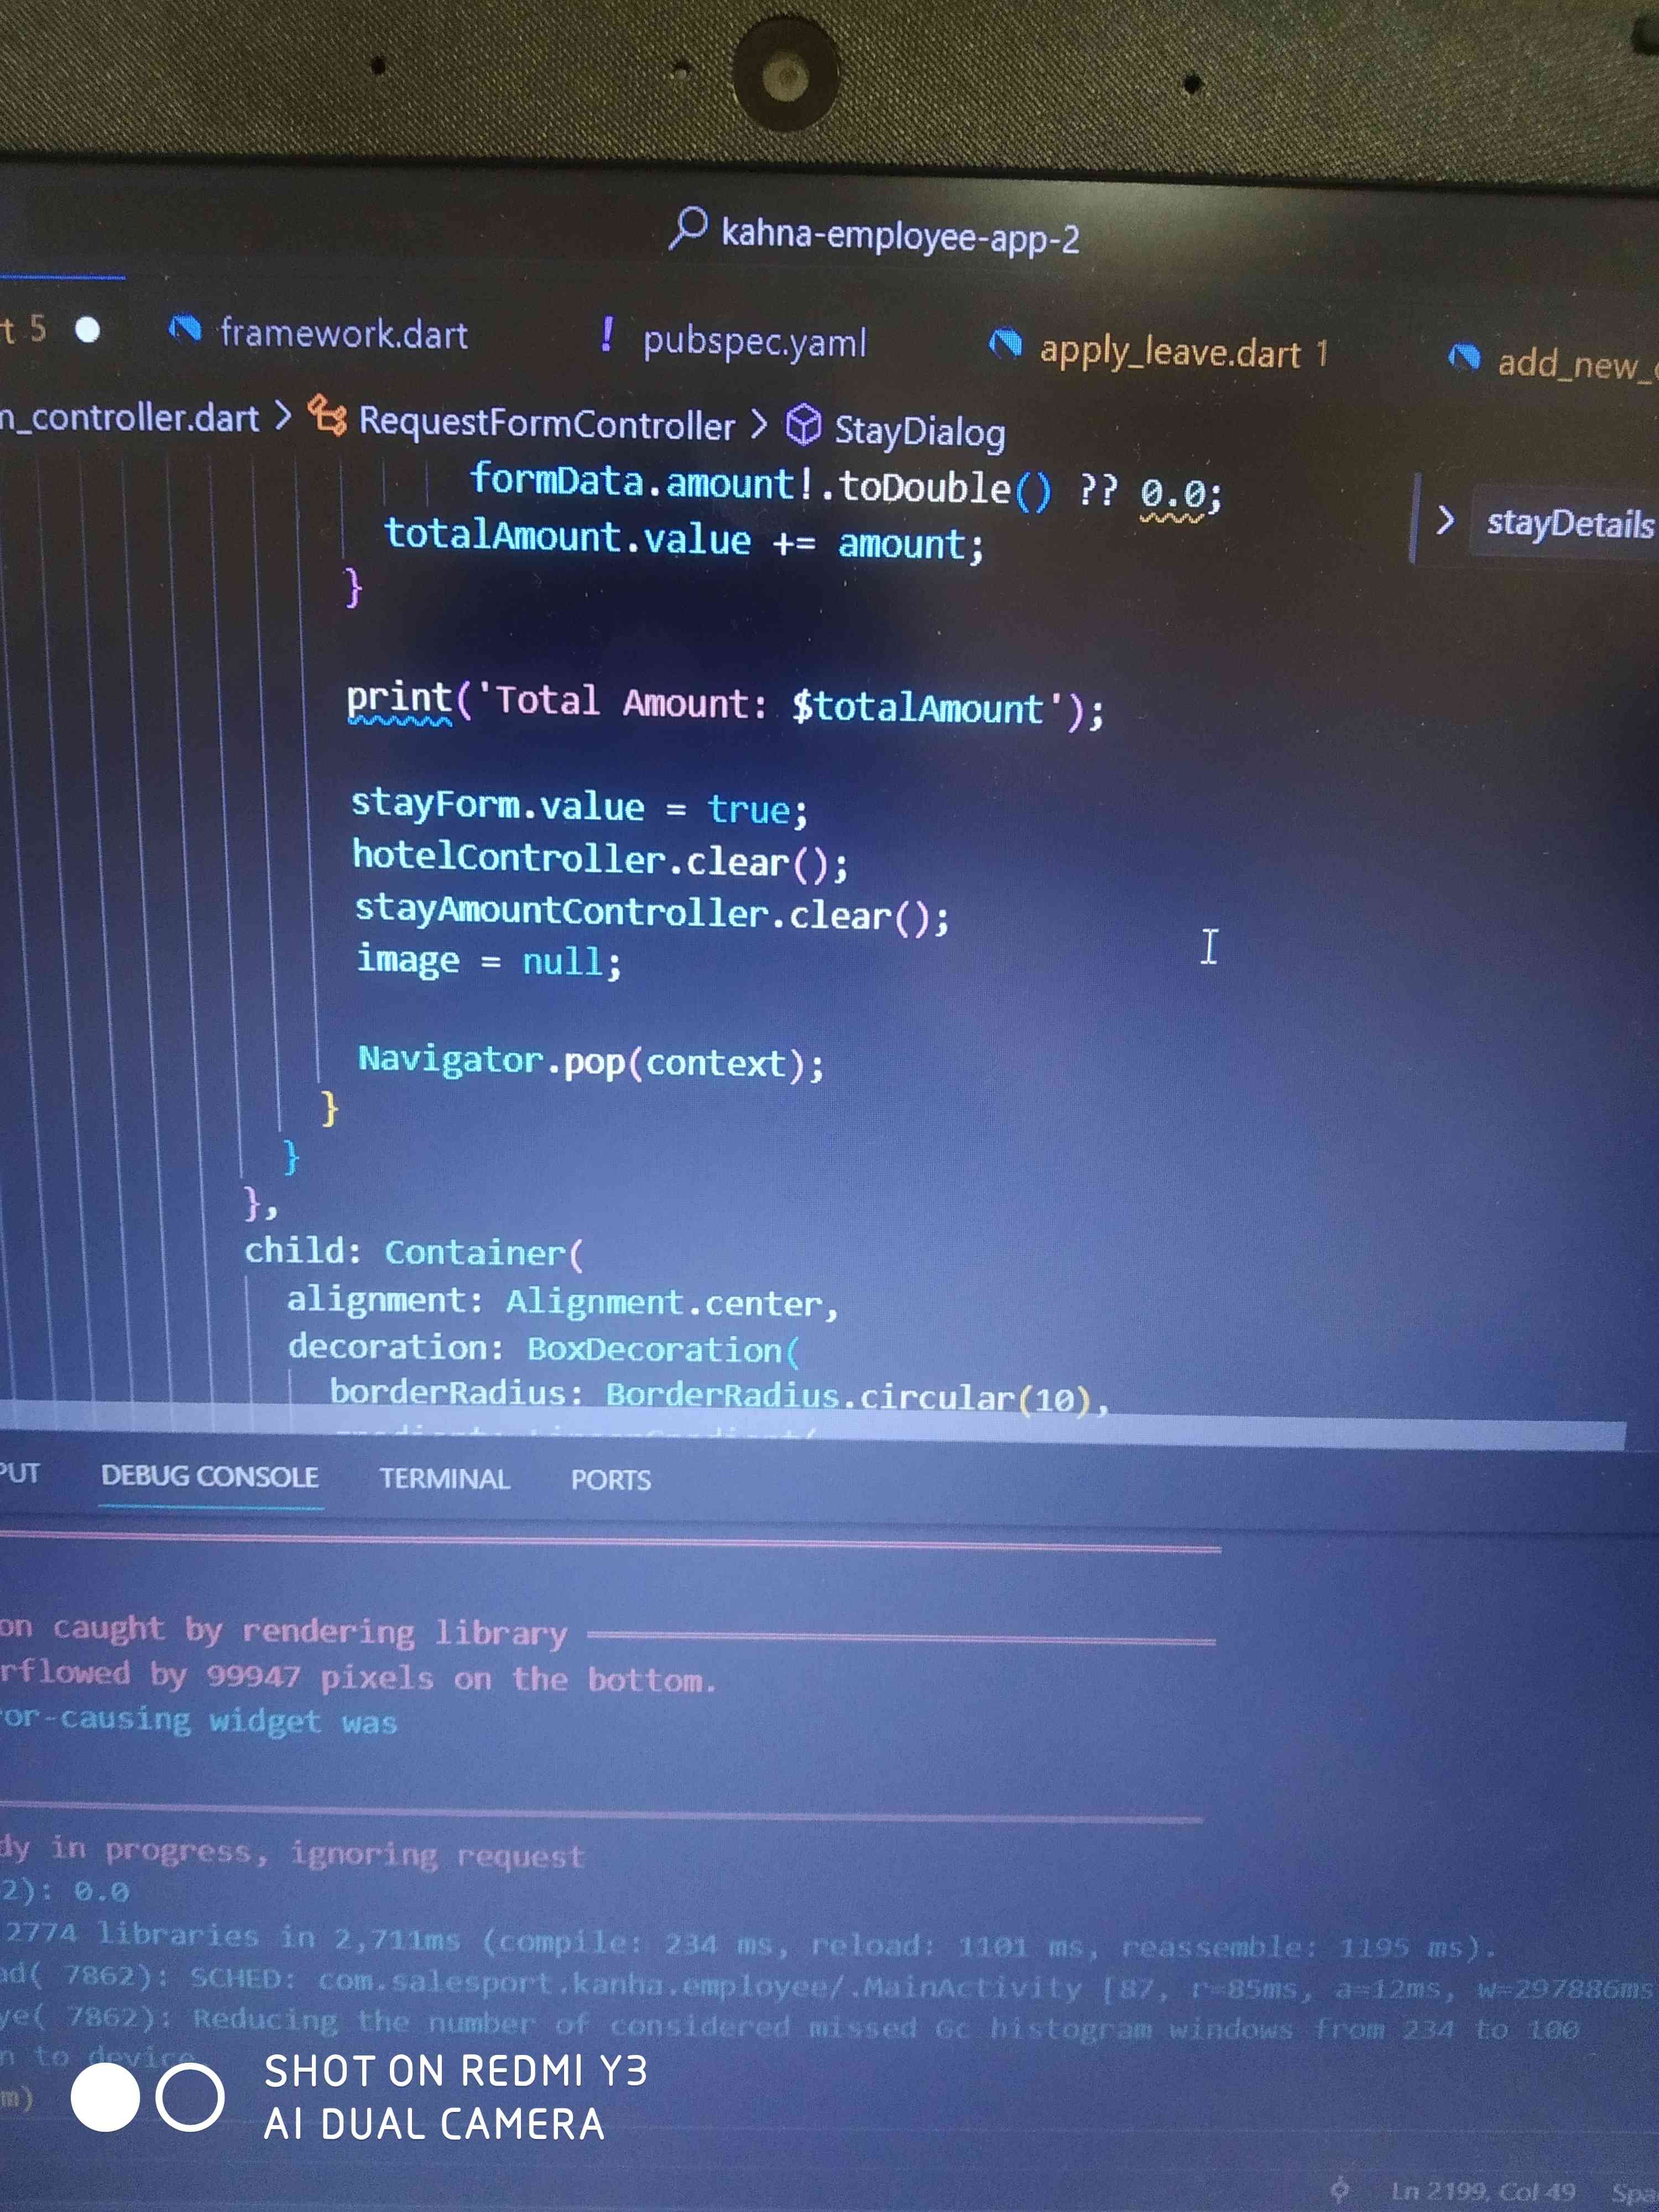 kahna-employee-app-2
t 5 framework.dart ! pubspec.yaml apply_leave.dart 1 add_new_
m_controller.dart > RequestFormController > StayDialog
formData.amount!.toDouble() ?? 0.0;
> stayDetails
totalAmount.value += amount;
}
print('Total Amount: $totalAmount');
stayForm.value = true;
hotelController.clear();
stayAmountController.clear();
image = null;
Navigator.pop(context);
}
}
},
child: Container(
alignment: Alignment.center,
decoration: BoxDecoration(
borderRadius: BorderRadius.circular(10),
PUT DEBUG CONSOLE TERMINAL PORTS
on caught by rendering library
rflowed by 99947 pixels on the bottom.
or-causing widget was
dy in progress, ignoring request
2): 0.0
2774 libraries in 2,711ms (compile: 234 ms, reload: 1101 ms, reassemble: 1195 ms).
ad( 7862): SCHED: com.salesport.kanha.employee/.MainActivity [87, r=85ms, a=12ms, w=297886ms
ye( 7862): Reducing the number of considered missed Gc histogram windows from 234 to 100
n to device
m)
SHOT ON REDMI Y3
AI DUAL CAMERA
Ln 2199, Col 49 Spa